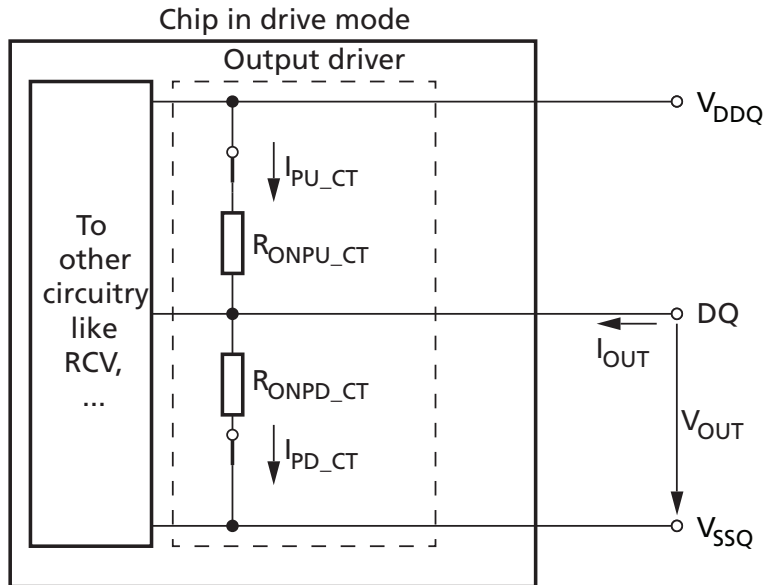 Chip in drive mode
Output driver
To
other
circuitry
like
RCV,
...
I_PU_CT
R_ONPU_CT
R_ONPD_CT
I_PD_CT
V_DDQ
DQ
I_OUT
V_OUT
V_SSQ